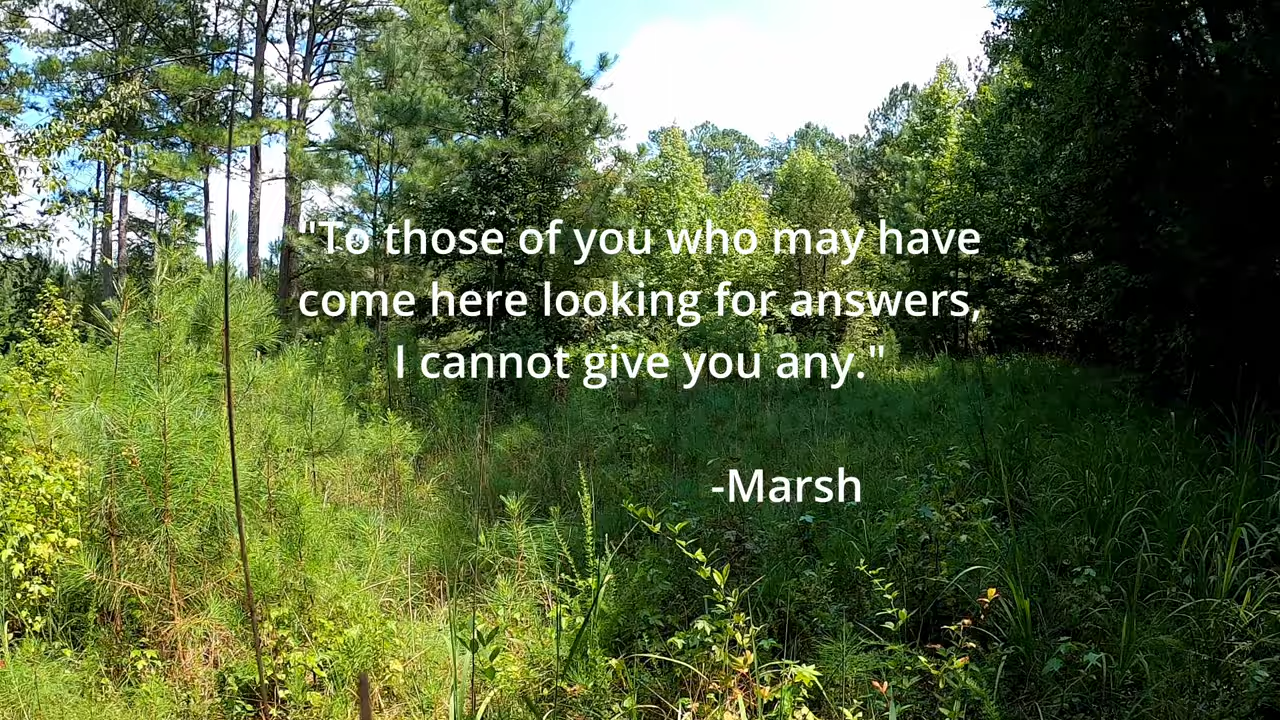 "To those of you who may have
come here looking for answers,
I cannot give you any."
-Marsh